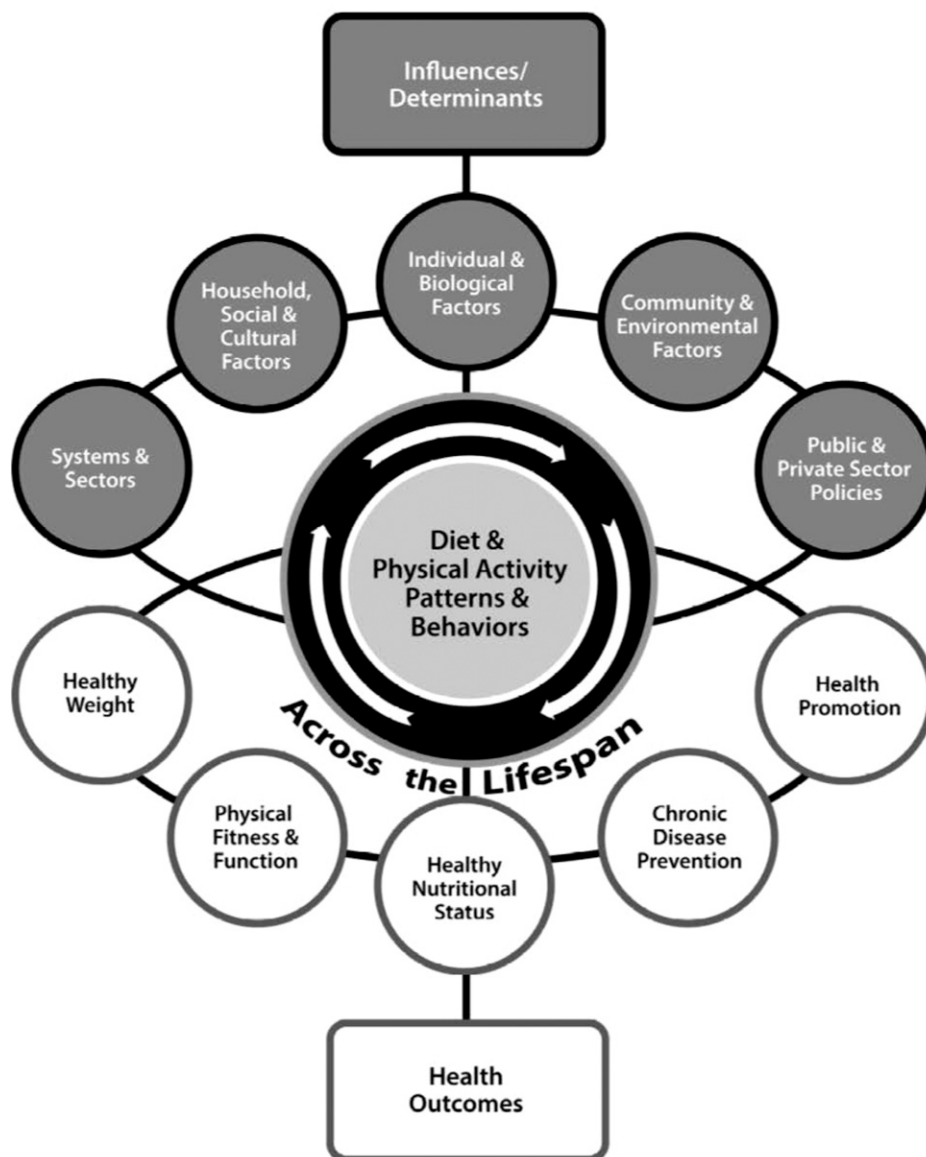 Influences/
Determinants
Individual &
Biological
Factors
Household,
Social &
Cultural
Factors
Community &
Environmental
Factors
Systems &
Sectors
Public &
Private Sector
Policies
Diet &
Physical Activity
Patterns &
Behaviors
Across the Lifespan
Healthy
Weight
Health
Promotion
Physical
Fitness &
Function
Chronic
Disease
Prevention
Healthy
Nutritional
Status
Health
Outcomes